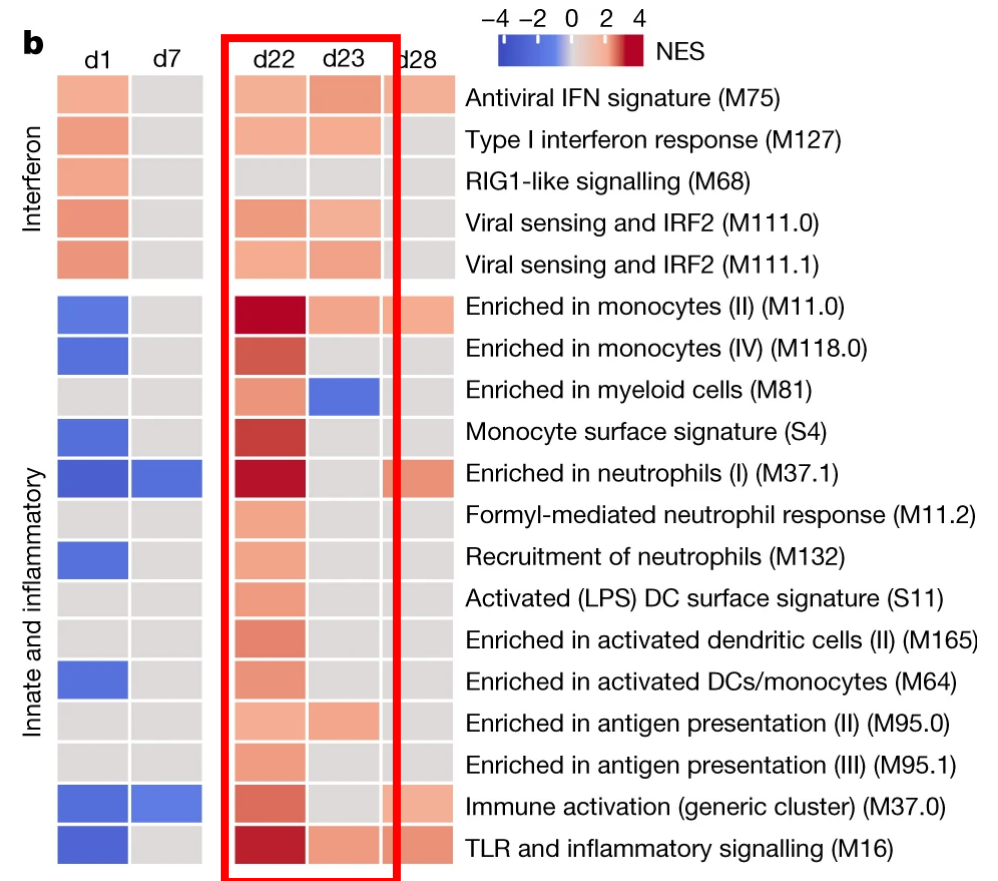 b
−4 −2 0 2 4
NES
d1 d7 d22 d23 d28
Interferon
Antiviral IFN signature (M75)
Type I interferon response (M127)
RIG1-like signalling (M68)
Viral sensing and IRF2 (M111.0)
Viral sensing and IRF2 (M111.1)
Innate and inflammatory
Enriched in monocytes (II) (M11.0)
Enriched in monocytes (IV) (M118.0)
Enriched in myeloid cells (M81)
Monocyte surface signature (S4)
Enriched in neutrophils (I) (M37.1)
Formyl-mediated neutrophil response (M11.2)
Recruitment of neutrophils (M132)
Activated (LPS) DC surface signature (S11)
Enriched in activated dendritic cells (II) (M165)
Enriched in activated DCs/monocytes (M64)
Enriched in antigen presentation (II) (M95.0)
Enriched in antigen presentation (III) (M95.1)
Immune activation (generic cluster) (M37.0)
TLR and inflammatory signalling (M16)